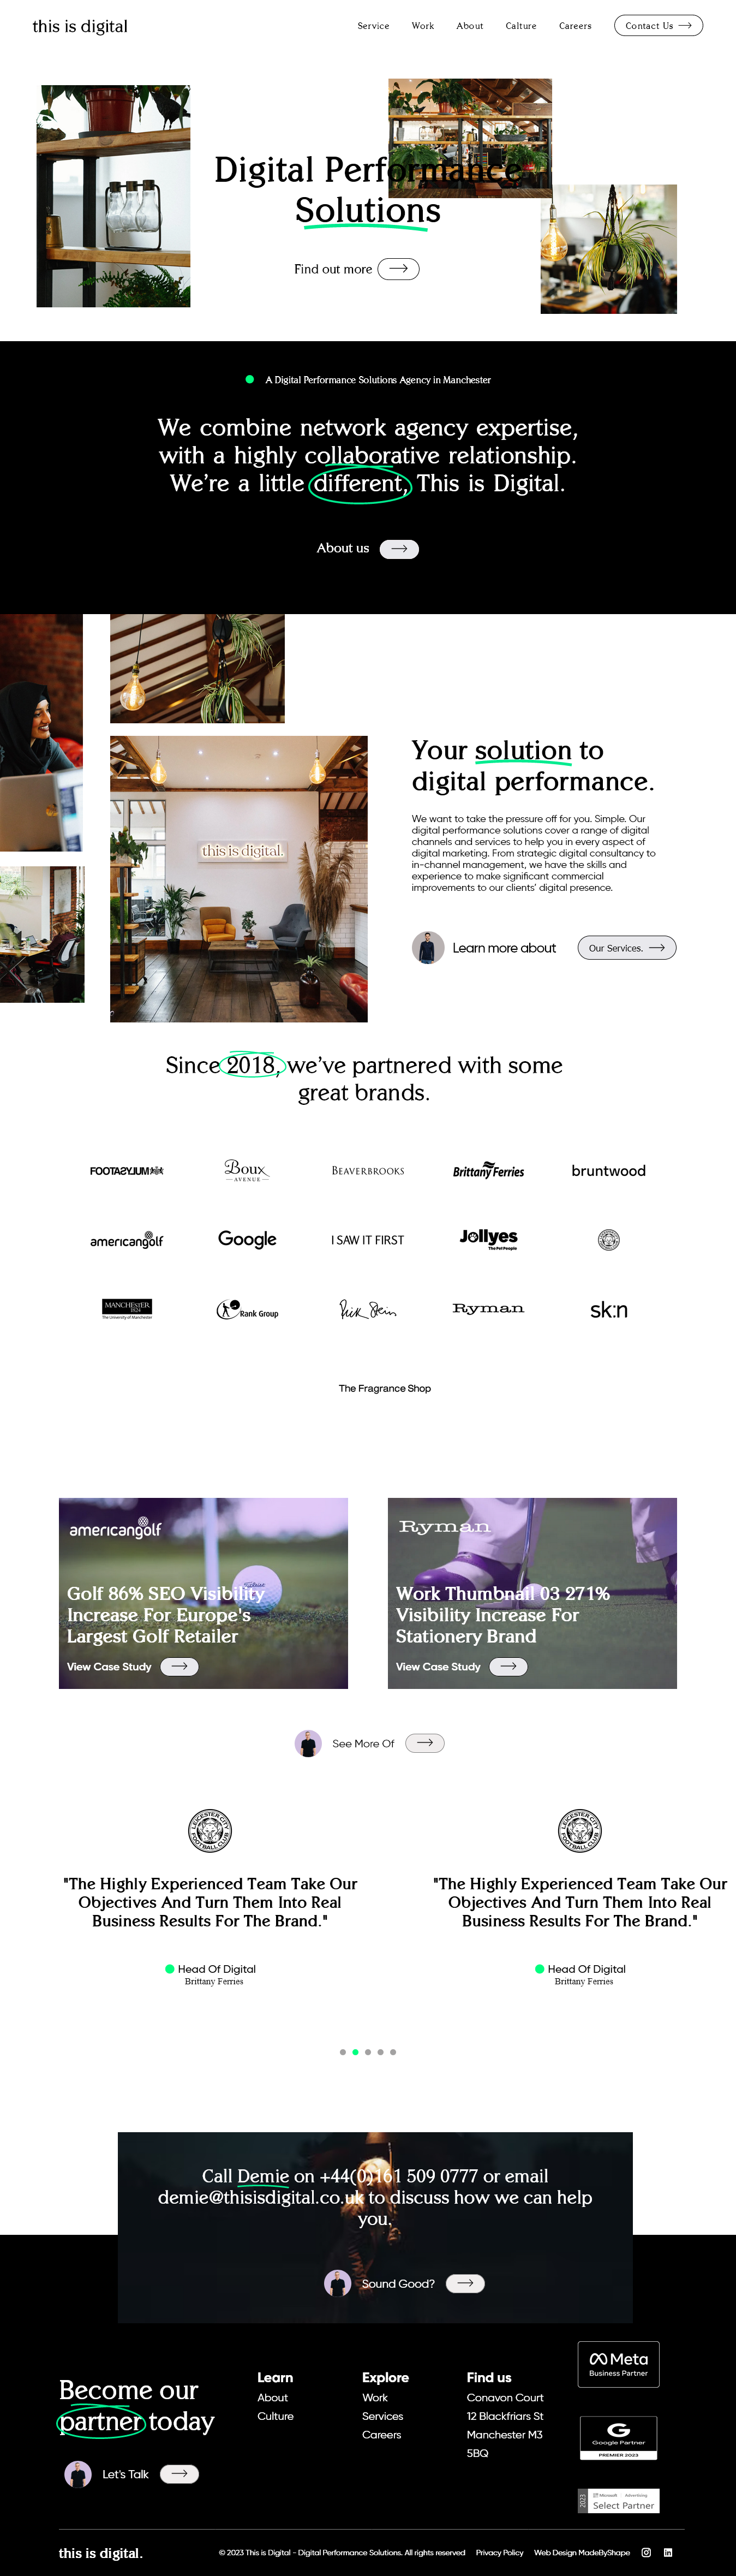 this is digital
Service Work About Calture Careers Contact Us
Digital Performance
Solutions
Find out more
A Digital Performance Solutions Agency in Manchester
We combine network agency expertise,
with a highly collaborative relationship.
We're a little different, This is Digital.
About us
this is digital.
Your solution to
digital performance.
We want to take the pressure off for you. Simple. Our
digital performance solutions cover a range of digital
channels and services to help you in every aspect of
digital marketing. From strategic digital consultancy to
in-channel management, we have the skills and
experience to make significant commercial
improvements to our clients' digital presence.
Learn more about Our Services.
Since 2018, we've partnered with some
great brands.
FOOTASYLUM
Boux
AVENUE
BEAVERBROOKS
Brittany Ferries
bruntwood
americangolf
Google
I SAW IT FIRST
Jollyes
The Pet People
MANCHESTER
1824
The University of Manchester
Rank Group
Rick Stein
Ryman
sk:n
The Fragrance Shop
americangolf
Titleist
Golf 86% SEO Visibility
Increase For Europe's
Largest Golf Retailer
View Case Study
Ryman
Work Thumbnail 03 271%
Visibility Increase For
Stationery Brand
View Case Study
See More Of
LEICESTER CITY
FOOTBALL CLUB
"The Highly Experienced Team Take Our
Objectives And Turn Them Into Real
Business Results For The Brand."
Head Of Digital
Brittany Ferries
LEICESTER CITY
FOOTBALL CLUB
"The Highly Experienced Team Take Our
Objectives And Turn Them Into Real
Business Results For The Brand."
Head Of Digital
Brittany Ferries
Call Demie on +44(0)161 509 0777 or email
demie@thisisdigital.co.uk to discuss how we can help
you,
Sound Good?
Become our
partner today
Let's Talk
Learn
About
Culture
Explore
Work
Services
Careers
Find us
Conavon Court
12 Blackfriars St
Manchester M3
5BQ
Meta
Business Partner
Google Partner
PREMIER 2023
2023
Microsoft Advertising
Select Partner
this is digital.
© 2023 This is Digital - Digital Performance Solutions. All rights reserved Privacy Policy Web Design MadeByShape